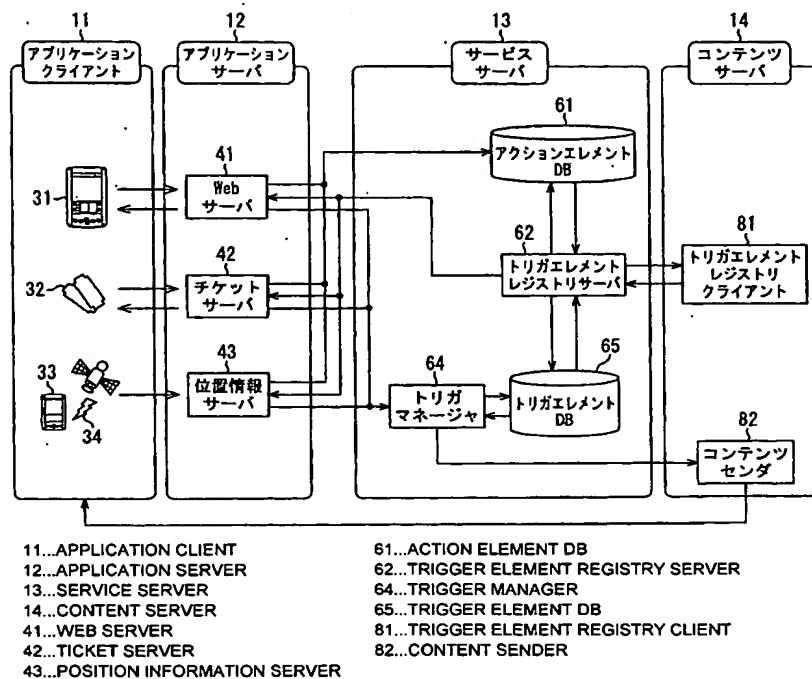 11
12
13
14
アプリケーション
クライアント
アプリケーション
サーバ
サービス
サーバ
コンテンツ
サーバ
61
アクションエレメント
DB
41
Web
サーバ
31
62
トリガエレメント
レジストリサーバ
81
トリガエレメント
レジストリ
クライアント
42
チケット
サーバ
32
43
位置情報
サーバ
33
34
64
トリガ
マネージャ
65
トリガエレメント
DB
82
コンテンツ
センダ
11...APPLICATION CLIENT
12...APPLICATION SERVER
13...SERVICE SERVER
14...CONTENT SERVER
41...WEB SERVER
42...TICKET SERVER
43...POSITION INFORMATION SERVER
61...ACTION ELEMENT DB
62...TRIGGER ELEMENT REGISTRY SERVER
64...TRIGGER MANAGER
65...TRIGGER ELEMENT DB
81...TRIGGER ELEMENT REGISTRY CLIENT
82...CONTENT SENDER